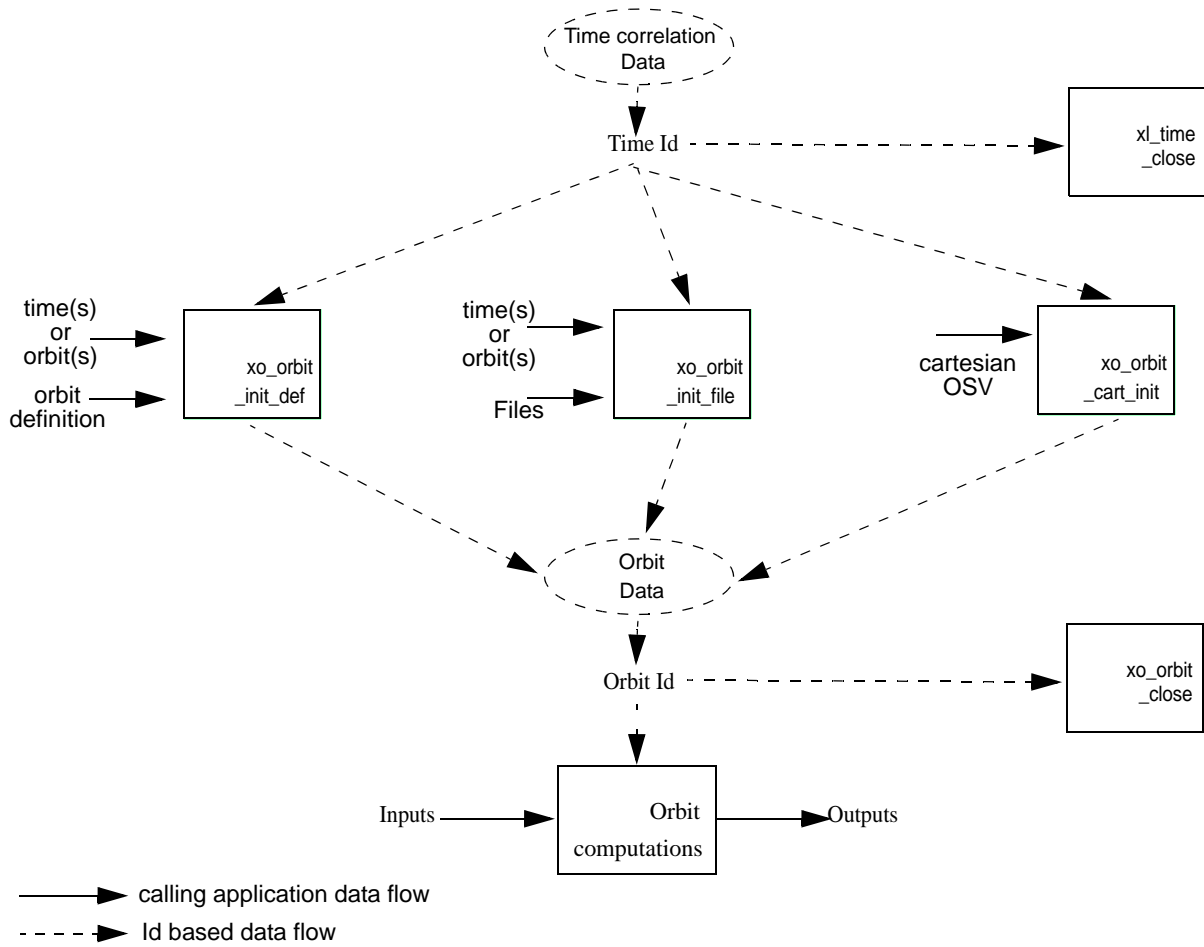 Time correlation
Data
Time Id
xl_time
_close
time(s)
or
orbit(s)
orbit
definition
xo_orbit
_init_def
time(s)
or
orbit(s)
Files
xo_orbit
_init_file
cartesian
OSV
xo_orbit
_cart_init
Orbit
Data
Orbit Id
xo_orbit
_close
Inputs
Orbit
computations
Outputs
calling application data flow
Id based data flow